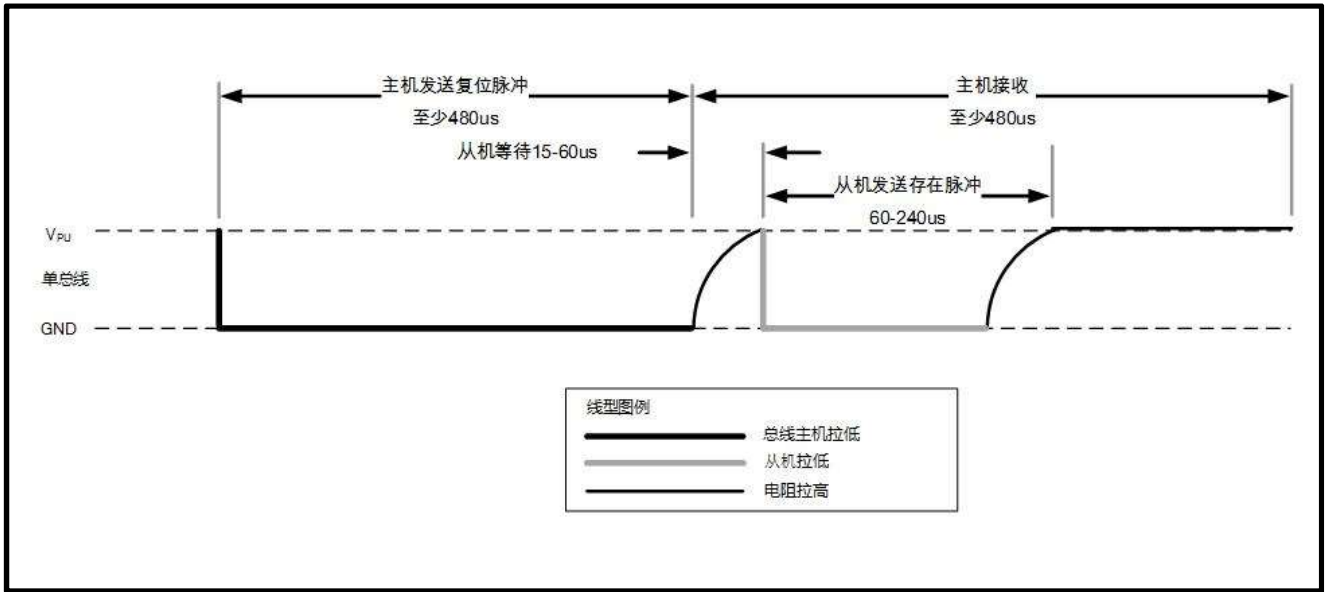 主机发送复位脉冲
至少480us
主机接收
至少480us
从机等待15-60us
从机发送存在脉冲
60-240us
VPU
单总线
GND
线型图例
总线主机拉低
从机拉低
电阻拉高